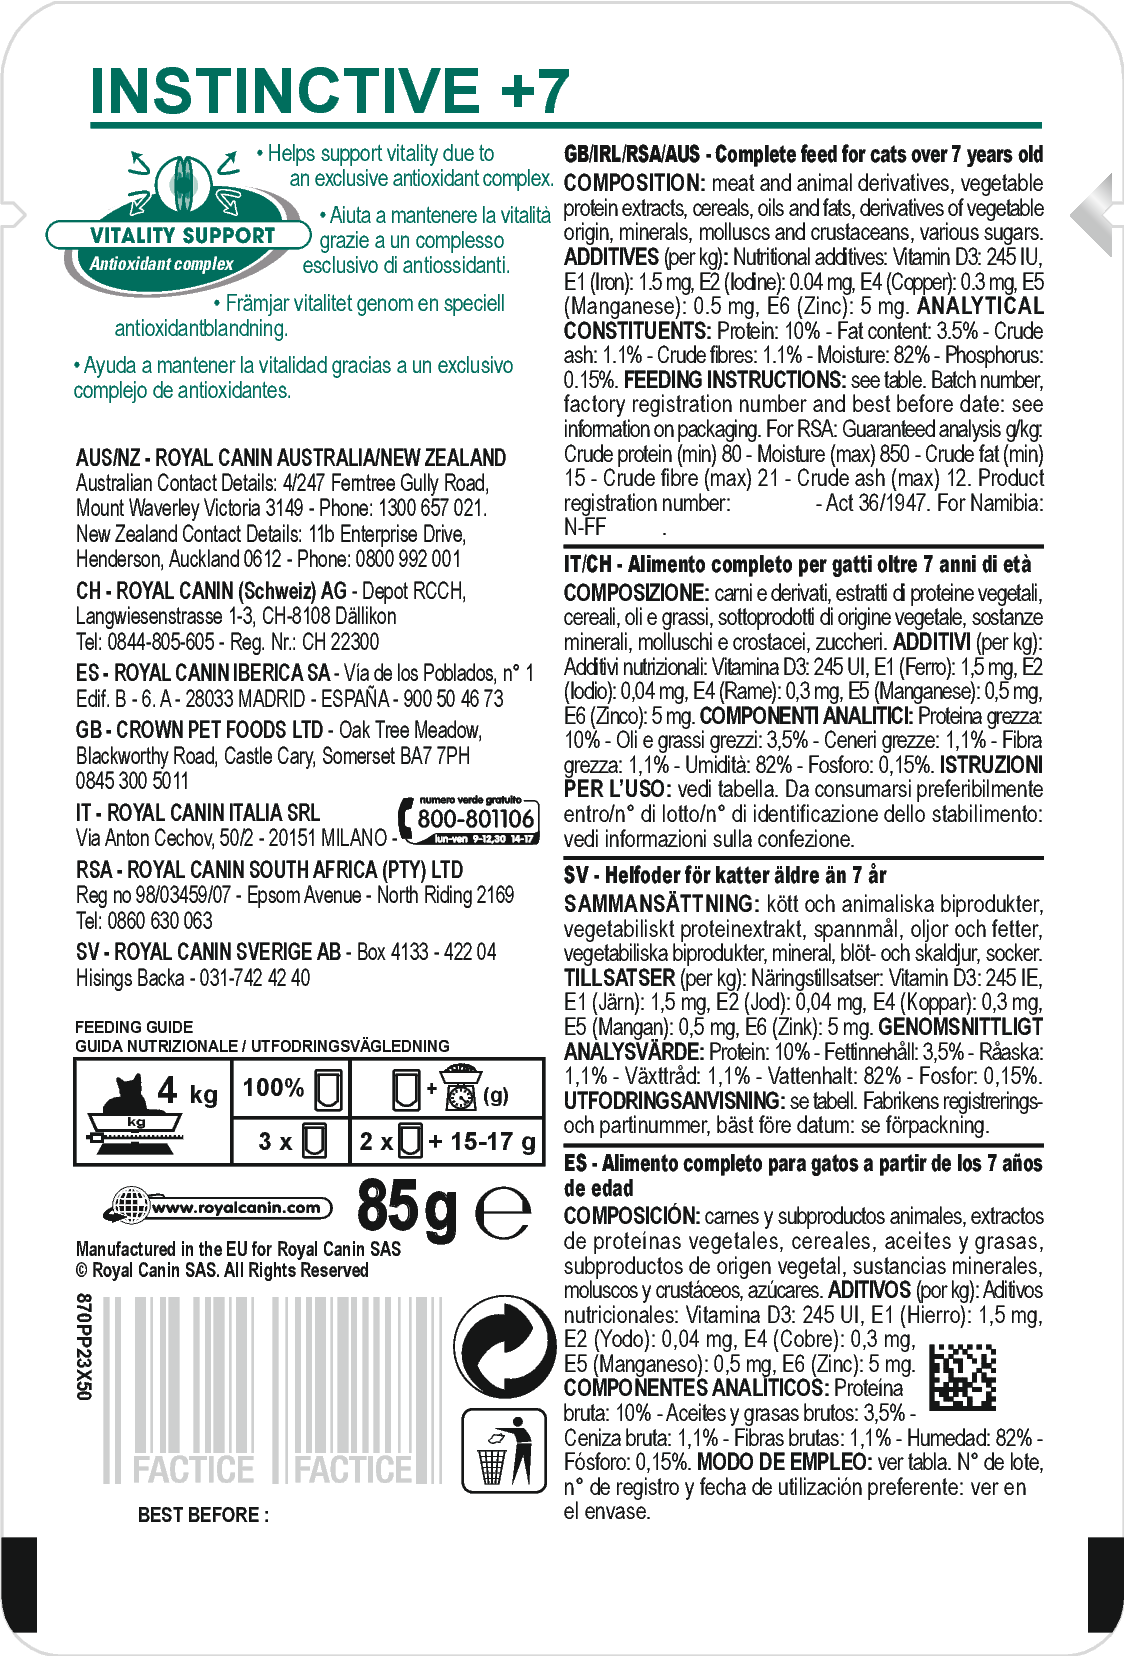 INSTINCTIVE +7
• Helps support vitality due to
an exclusive antioxidant complex.
• Aiuta a mantenere la vitalità
grazie a un complesso
esclusivo di antiossidanti.
VITALITY SUPPORT
Antioxidant complex
• Främjar vitalitet genom en speciell
antioxidantblandning.
• Ayuda a mantener la vitalidad gracias a un exclusivo
complejo de antioxidantes.
AUS/NZ - ROYAL CANIN AUSTRALIA/NEW ZEALAND
Australian Contact Details: 4/247 Ferntree Gully Road,
Mount Waverley Victoria 3149 - Phone: 1300 657 021.
New Zealand Contact Details: 11b Enterprise Drive,
Henderson, Auckland 0612 - Phone: 0800 992 001
CH - ROYAL CANIN (Schweiz) AG - Depot RCCH,
Langwiesenstrasse 1-3, CH-8108 Dällikon
Tel: 0844-805-605 - Reg. Nr.: CH 22300
ES - ROYAL CANIN IBERICA SA - Vía de los Poblados, n° 1
Edif. B - 6. A - 28033 MADRID - ESPAÑA - 900 50 46 73
GB - CROWN PET FOODS LTD - Oak Tree Meadow,
Blackworthy Road, Castle Cary, Somerset BA7 7PH
0845 300 5011
IT - ROYAL CANIN ITALIA SRL
Via Anton Cechov, 50/2 - 20151 MILANO -
numero verde gratuito
800-801106
lun-ven 9-12,30 14-17
RSA - ROYAL CANIN SOUTH AFRICA (PTY) LTD
Reg no 98/03459/07 - Epsom Avenue - North Riding 2169
Tel: 0860 630 063
SV - ROYAL CANIN SVERIGE AB - Box 4133 - 422 04
Hisings Backa - 031-742 42 40
FEEDING GUIDE
GUIDA NUTRIZIONALE / UTFODRINGSVÄGLEDNING
4 kg
kg
100%
+ (g)
3 x
2 x + 15-17 g
www.royalcanin.com
85g e
Manufactured in the EU for Royal Canin SAS
© Royal Canin SAS. All Rights Reserved
870PP23X50
FACTICE FACTICE
BEST BEFORE :
GB/IRL/RSA/AUS - Complete feed for cats over 7 years old
COMPOSITION: meat and animal derivatives, vegetable
protein extracts, cereals, oils and fats, derivatives of vegetable
origin, minerals, molluscs and crustaceans, various sugars.
ADDITIVES (per kg): Nutritional additives: Vitamin D3: 245 IU,
E1 (Iron): 1.5 mg, E2 (Iodine): 0.04 mg, E4 (Copper): 0.3 mg, E5
(Manganese): 0.5 mg, E6 (Zinc): 5 mg. ANALYTICAL
CONSTITUENTS: Protein: 10% - Fat content: 3.5% - Crude
ash: 1.1% - Crude fibres: 1.1% - Moisture: 82% - Phosphorus:
0.15%. FEEDING INSTRUCTIONS: see table. Batch number,
factory registration number and best before date: see
information on packaging. For RSA: Guaranteed analysis g/kg:
Crude protein (min) 80 - Moisture (max) 850 - Crude fat (min)
15 - Crude fibre (max) 21 - Crude ash (max) 12. Product
registration number: - Act 36/1947. For Namibia:
N-FF .
IT/CH - Alimento completo per gatti oltre 7 anni di età
COMPOSIZIONE: carni e derivati, estratti di proteine vegetali,
cereali, oli e grassi, sottoprodotti di origine vegetale, sostanze
minerali, molluschi e crostacei, zuccheri. ADDITIVI (per kg):
Additivi nutrizionali: Vitamina D3: 245 UI, E1 (Ferro): 1,5 mg, E2
(Iodio): 0,04 mg, E4 (Rame): 0,3 mg, E5 (Manganese): 0,5 mg,
E6 (Zinco): 5 mg. COMPONENTI ANALITICI: Proteina grezza:
10% - Oli e grassi grezzi: 3,5% - Ceneri grezze: 1,1% - Fibra
grezza: 1,1% - Umidità: 82% - Fosforo: 0,15%. ISTRUZIONI
PER L'USO: vedi tabella. Da consumarsi preferibilmente
entro/n° di lotto/n° di identificazione dello stabilimento:
vedi informazioni sulla confezione.
SV - Helfoder för katter äldre än 7 år
SAMMANSÄTTNING: kött och animaliska biprodukter,
vegetabiliskt proteinextrakt, spannmål, oljor och fetter,
vegetabiliska biprodukter, mineral, blöt- och skaldjur, socker.
TILLSATSER (per kg): Näringstillsatser: Vitamin D3: 245 IE,
E1 (Järn): 1,5 mg, E2 (Jod): 0,04 mg, E4 (Koppar): 0,3 mg,
E5 (Mangan): 0,5 mg, E6 (Zink): 5 mg. GENOMSNITTLIGT
ANALYSVÄRDE: Protein: 10% - Fettinnehåll: 3,5% - Råaska:
1,1% - Växttråd: 1,1% - Vattenhalt: 82% - Fosfor: 0,15%.
UTFODRINGSANVISNING: se tabell. Fabrikens registrerings-
och partinummer, bäst före datum: se förpackning.
ES - Alimento completo para gatos a partir de los 7 años
de edad
COMPOSICIÓN: carnes y subproductos animales, extractos
de proteínas vegetales, cereales, aceites y grasas,
subproductos de origen vegetal, sustancias minerales,
moluscos y crustáceos, azúcares. ADITIVOS (por kg): Aditivos
nutricionales: Vitamina D3: 245 UI, E1 (Hierro): 1,5 mg,
E2 (Yodo): 0,04 mg, E4 (Cobre): 0,3 mg,
E5 (Manganeso): 0,5 mg, E6 (Zinc): 5 mg.
COMPONENTES ANALÍTICOS: Proteína
bruta: 10% - Aceites y grasas brutos: 3,5% -
Ceniza bruta: 1,1% - Fibras brutas: 1,1% - Humedad: 82% -
Fósforo: 0,15%. MODO DE EMPLEO: ver tabla. N° de lote,
n° de registro y fecha de utilización preferente: ver en
el envase.